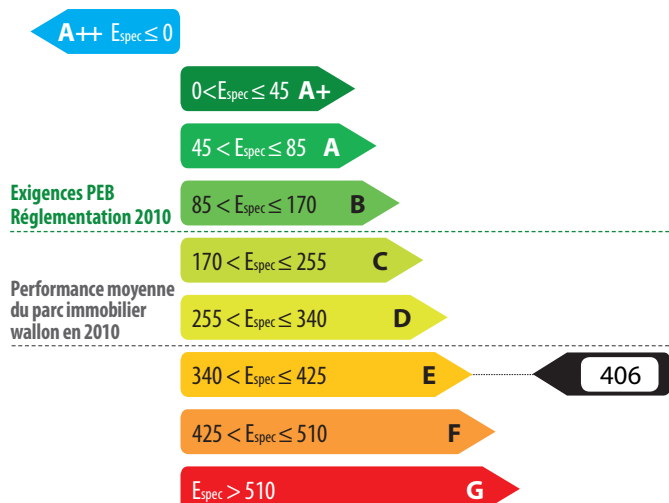 A++ Espec ≤ 0
0<Espec ≤ 45 A+
45 < Espec ≤ 85 A
Exigences PEB
Réglementation 2010
85 < Espec ≤ 170 B
170 < Espec ≤ 255 C
Performance moyenne
du parc immobilier
wallon en 2010
255 < Espec ≤ 340 D
340 < Espec ≤ 425 E
406
425 < Espec ≤ 510 F
Espec > 510 G